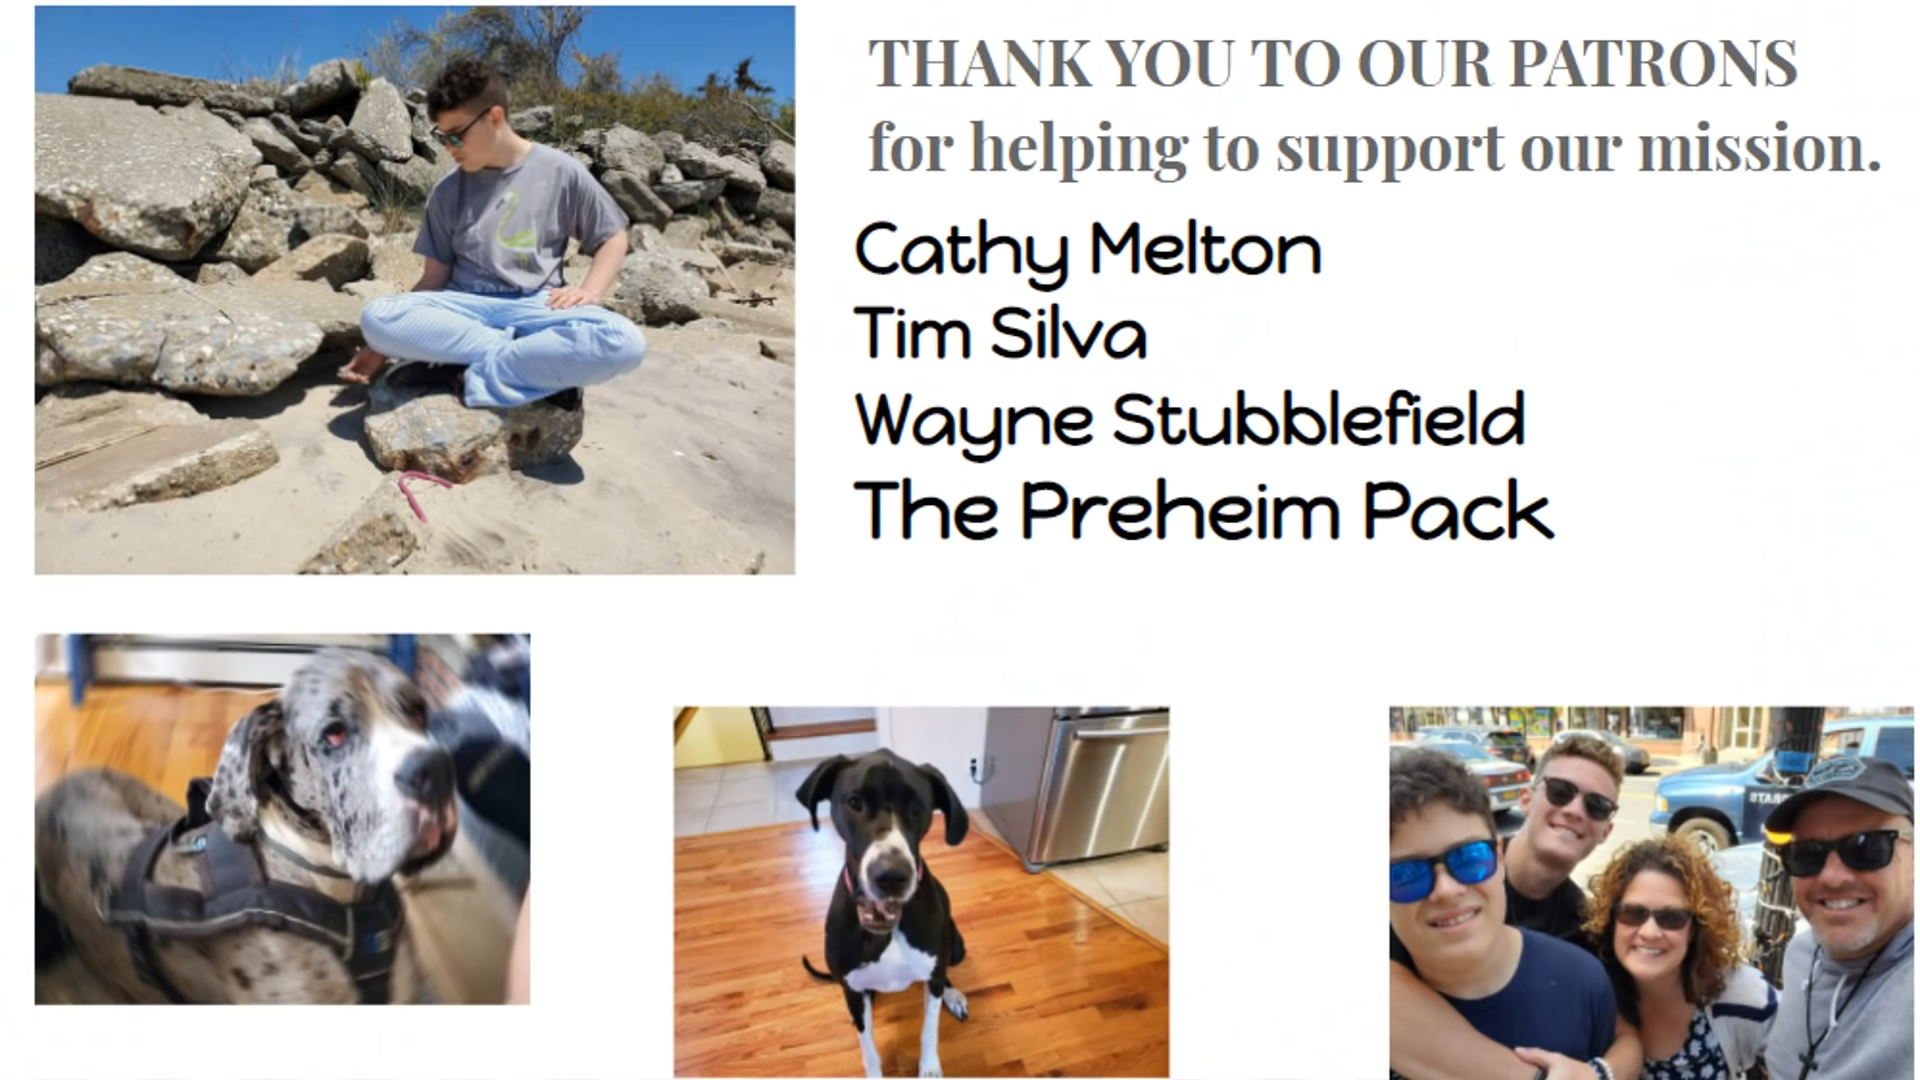 THANK YOU TO OUR PATRONS
for helping to support our mission.
Cathy Melton
Tim Silva
Wayne Stubblefield
The Preheim Pack